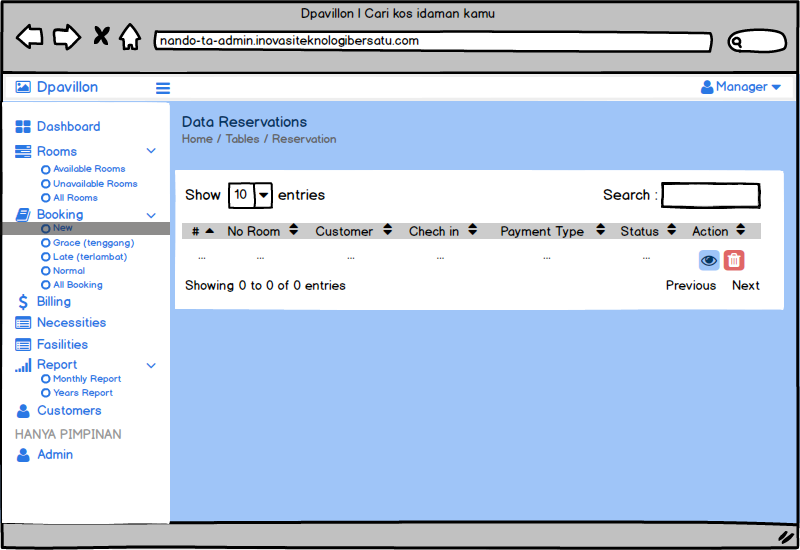 Dpavillon | Cari kos idaman kamu
nando-ta-admin.inovasiteknologibersatu.com
Dpavillon
Manager
Dashboard
Rooms
Available Rooms
Unavailable Rooms
All Rooms
Booking
New
Grace (tenggang)
Late (terlambat)
Normal
All Booking
Billing
Necessities
Fasilities
Report
Monthly Report
Years Report
Customers
HANYA PIMPINAN
Admin
Data Reservations
Home / Tables / Reservation
Show 10 entries Search :
# No Room Customer Chech in Payment Type Status Action
... ... ... ... ... ...
Showing 0 to 0 of 0 entries Previous Next